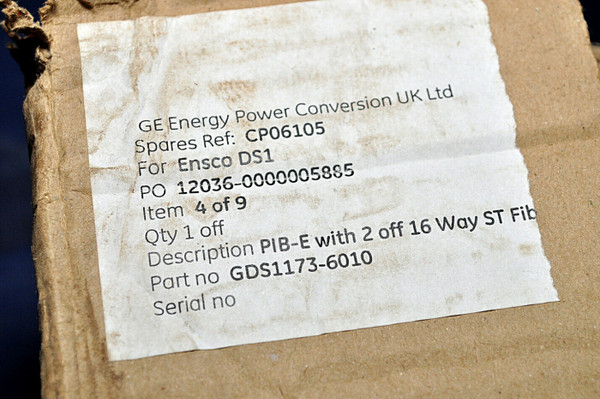 GE Energy Power Conversion UK Ltd
Spares Ref: CP06105
For Ensco DS1
PO 12036-0000005885
Item 4 of 9
Qty 1 off
Description PIB-E with 2 off 16 Way ST Fib
Part no GDS1173-6010
Serial no